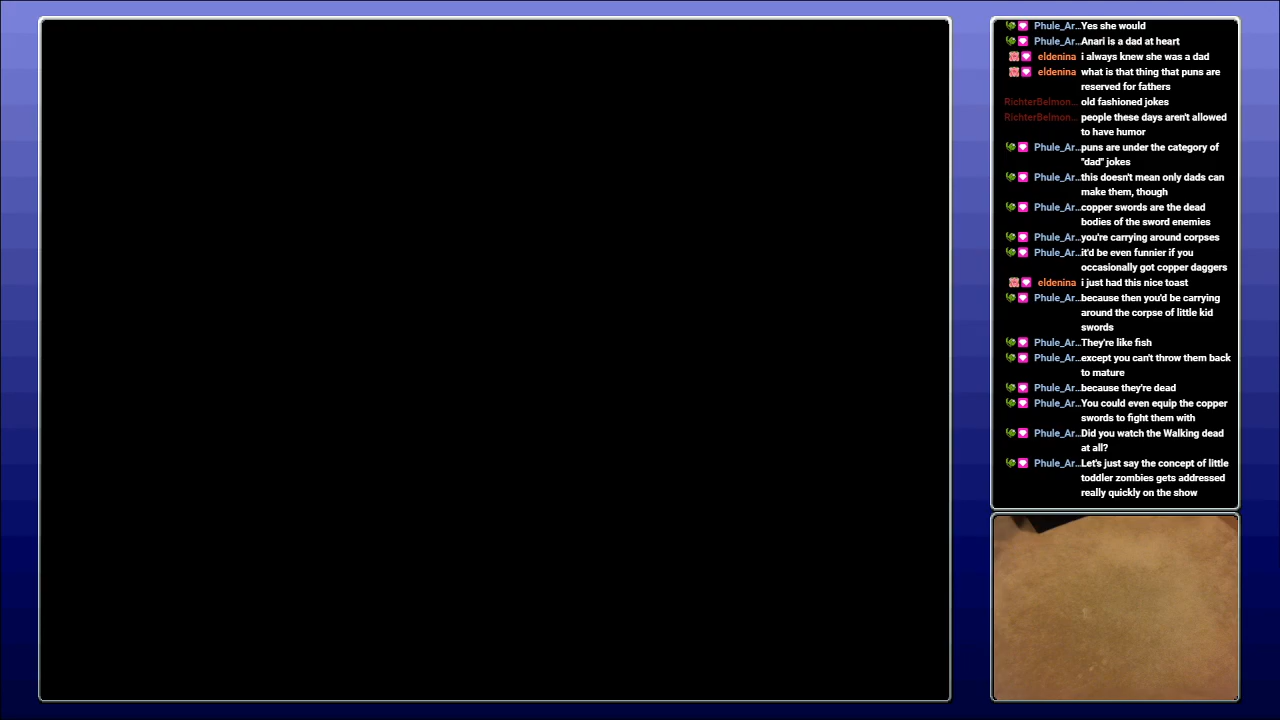 Phule_Ar... Yes she would
Phule_Ar... Anari is a dad at heart
eldenina i always knew she was a dad
eldenina what is that thing that puns are
reserved for fathers
RichterBelmon... old fashioned jokes
RichterBelmon... people these days aren't allowed
to have humor
Phule_Ar... puns are under the category of
"dad" jokes
Phule_Ar... this doesn't mean only dads can
make them, though
Phule_Ar... copper swords are the dead
bodies of the sword enemies
Phule_Ar... you're carrying around corpses
Phule_Ar... it'd be even funnier if you
occasionally got copper daggers
eldenina i just had this nice toast
Phule_Ar... because then you'd be carrying
around the corpse of little kid
swords
Phule_Ar... They're like fish
Phule_Ar... except you can't throw them back
to mature
Phule_Ar... because they're dead
Phule_Ar... You could even equip the copper
swords to fight them with
Phule_Ar... Did you watch the Walking dead
at all?
Phule_Ar... Let's just say the concept of little
toddler zombies gets addressed
really quickly on the show